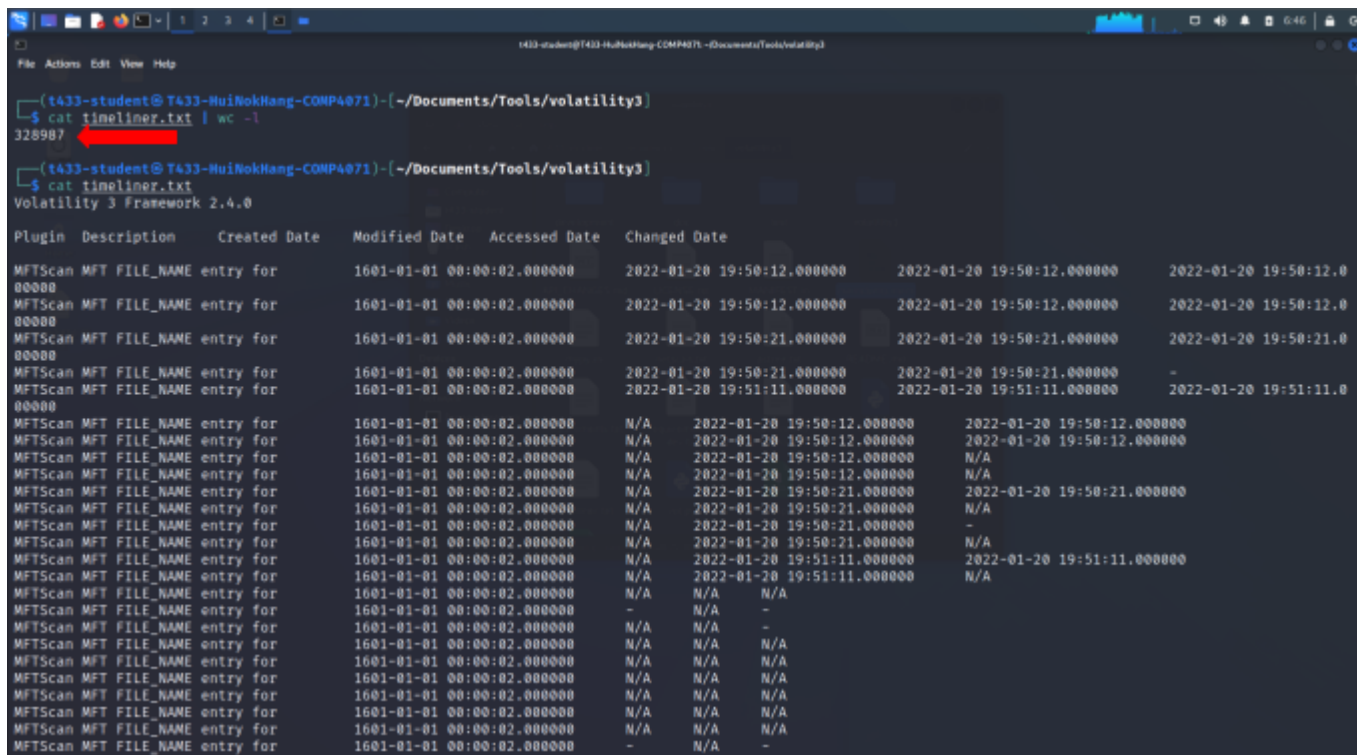 1 2 3 4
6:46
t433-student@T433-HuiNokHang-COMP4071: ~/Documents/Tools/volatility3
File Actions Edit View Help
(t433-student㉿T433-HuiNokHang-COMP4071)-[~/Documents/Tools/volatility3]
$ cat timeliner.txt | wc -l
328987
(t433-student㉿T433-HuiNokHang-COMP4071)-[~/Documents/Tools/volatility3]
$ cat timeliner.txt
Volatility 3 Framework 2.4.0
Plugin Description Created Date Modified Date Accessed Date Changed Date
MFTScan MFT FILE_NAME entry for 1601-01-01 00:00:02.000000 2022-01-20 19:50:12.000000 2022-01-20 19:50:12.000000 2022-01-20 19:50:12.0
00000
MFTScan MFT FILE_NAME entry for 1601-01-01 00:00:02.000000 2022-01-20 19:50:12.000000 2022-01-20 19:50:12.000000 2022-01-20 19:50:12.0
00000
MFTScan MFT FILE_NAME entry for 1601-01-01 00:00:02.000000 2022-01-20 19:50:21.000000 2022-01-20 19:50:21.000000 2022-01-20 19:50:21.0
00000
MFTScan MFT FILE_NAME entry for 1601-01-01 00:00:02.000000 2022-01-20 19:50:21.000000 2022-01-20 19:50:21.000000 -
MFTScan MFT FILE_NAME entry for 1601-01-01 00:00:02.000000 2022-01-20 19:51:11.000000 2022-01-20 19:51:11.000000 2022-01-20 19:51:11.0
00000
MFTScan MFT FILE_NAME entry for 1601-01-01 00:00:02.000000 N/A 2022-01-20 19:50:12.000000 2022-01-20 19:50:12.000000
MFTScan MFT FILE_NAME entry for 1601-01-01 00:00:02.000000 N/A 2022-01-20 19:50:12.000000 2022-01-20 19:50:12.000000
MFTScan MFT FILE_NAME entry for 1601-01-01 00:00:02.000000 N/A 2022-01-20 19:50:12.000000 N/A
MFTScan MFT FILE_NAME entry for 1601-01-01 00:00:02.000000 N/A 2022-01-20 19:50:12.000000 N/A
MFTScan MFT FILE_NAME entry for 1601-01-01 00:00:02.000000 N/A 2022-01-20 19:50:21.000000 2022-01-20 19:50:21.000000
MFTScan MFT FILE_NAME entry for 1601-01-01 00:00:02.000000 N/A 2022-01-20 19:50:21.000000 N/A
MFTScan MFT FILE_NAME entry for 1601-01-01 00:00:02.000000 N/A 2022-01-20 19:50:21.000000 -
MFTScan MFT FILE_NAME entry for 1601-01-01 00:00:02.000000 N/A 2022-01-20 19:50:21.000000 N/A
MFTScan MFT FILE_NAME entry for 1601-01-01 00:00:02.000000 N/A 2022-01-20 19:51:11.000000 2022-01-20 19:51:11.000000
MFTScan MFT FILE_NAME entry for 1601-01-01 00:00:02.000000 N/A 2022-01-20 19:51:11.000000 N/A
MFTScan MFT FILE_NAME entry for 1601-01-01 00:00:02.000000 N/A N/A N/A
MFTScan MFT FILE_NAME entry for 1601-01-01 00:00:02.000000 - N/A -
MFTScan MFT FILE_NAME entry for 1601-01-01 00:00:02.000000 N/A N/A -
MFTScan MFT FILE_NAME entry for 1601-01-01 00:00:02.000000 N/A N/A N/A
MFTScan MFT FILE_NAME entry for 1601-01-01 00:00:02.000000 N/A N/A N/A
MFTScan MFT FILE_NAME entry for 1601-01-01 00:00:02.000000 N/A N/A N/A
MFTScan MFT FILE_NAME entry for 1601-01-01 00:00:02.000000 N/A N/A N/A
MFTScan MFT FILE_NAME entry for 1601-01-01 00:00:02.000000 N/A N/A N/A
MFTScan MFT FILE_NAME entry for 1601-01-01 00:00:02.000000 N/A N/A N/A
MFTScan MFT FILE_NAME entry for 1601-01-01 00:00:02.000000 - N/A -